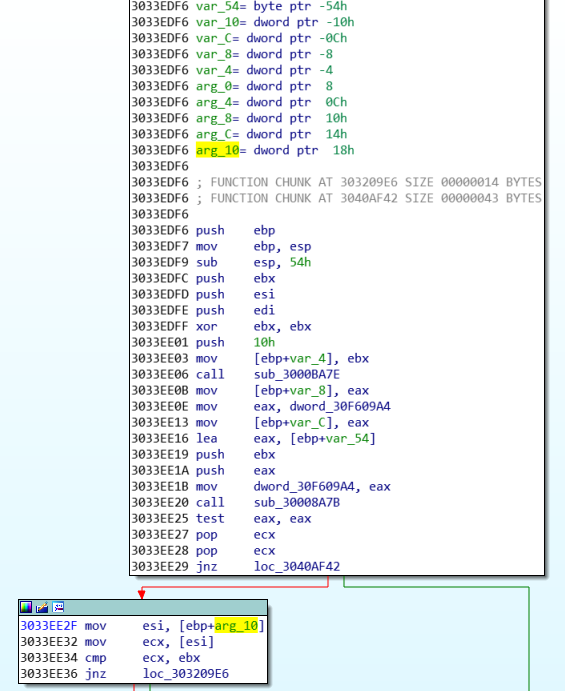 3033EDF6 var_54= byte ptr -54h
3033EDF6 var_10= dword ptr -10h
3033EDF6 var_C= dword ptr -0Ch
3033EDF6 var_8= dword ptr -8
3033EDF6 var_4= dword ptr -4
3033EDF6 arg_0= dword ptr  8
3033EDF6 arg_4= dword ptr  0Ch
3033EDF6 arg_8= dword ptr  10h
3033EDF6 arg_C= dword ptr  14h
3033EDF6 arg_10= dword ptr  18h
3033EDF6
3033EDF6 ; FUNCTION CHUNK AT 303209E6 SIZE 00000014 BYTES
3033EDF6 ; FUNCTION CHUNK AT 3040AF42 SIZE 00000043 BYTES
3033EDF6
3033EDF6 push    ebp
3033EDF7 mov     ebp, esp
3033EDF9 sub     esp, 54h
3033EDFC push    ebx
3033EDFD push    esi
3033EDFE push    edi
3033EDFF xor     ebx, ebx
3033EE01 push    10h
3033EE03 mov     [ebp+var_4], ebx
3033EE06 call    sub_3000BA7E
3033EE0B mov     [ebp+var_8], eax
3033EE0E mov     eax, dword_30F609A4
3033EE13 mov     [ebp+var_C], eax
3033EE16 lea     eax, [ebp+var_54]
3033EE19 push    ebx
3033EE1A push    eax
3033EE1B mov     dword_30F609A4, eax
3033EE20 call    sub_30008A7B
3033EE25 test    eax, eax
3033EE27 pop     ecx
3033EE28 pop     ecx
3033EE29 jnz     loc_3040AF42
3033EE2F mov     esi, [ebp+arg_10]
3033EE32 mov     ecx, [esi]
3033EE34 cmp     ecx, ebx
3033EE36 jnz     loc_303209E6